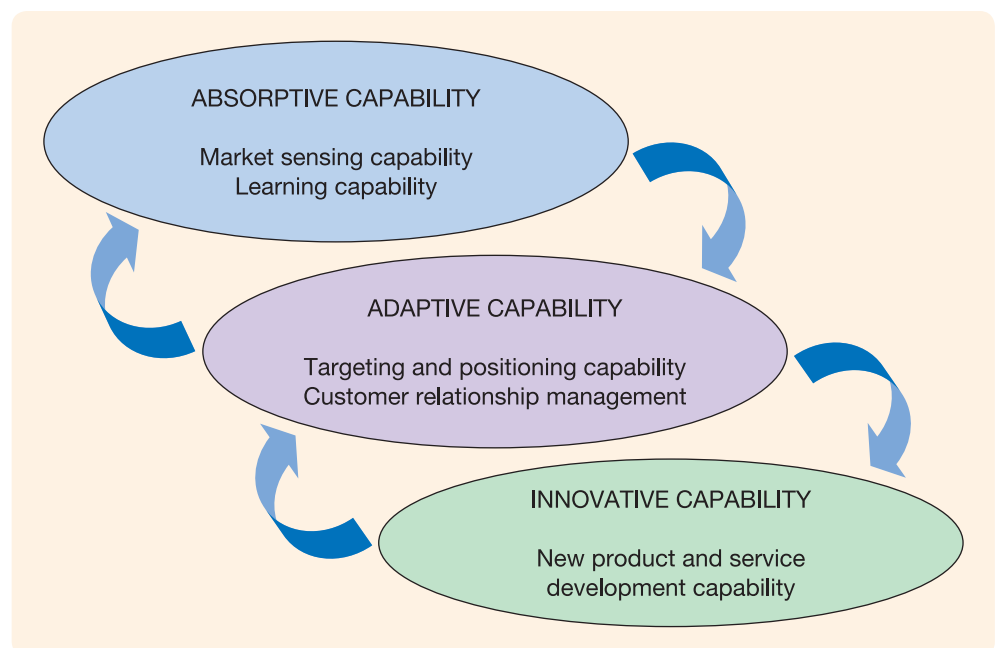 ABSORPTIVE CAPABILITY
Market sensing capability
Learning capability
ADAPTIVE CAPABILITY
Targeting and positioning capability
Customer relationship management
INNOVATIVE CAPABILITY
New product and service
development capability